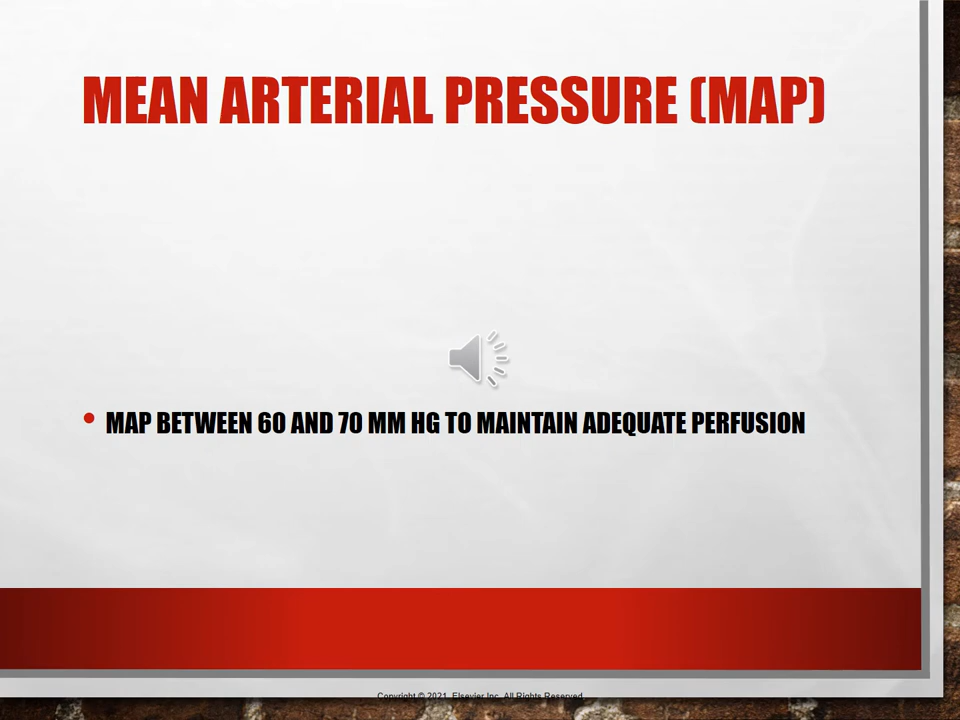 MEAN ARTERIAL PRESSURE (MAP)
• MAP BETWEEN 60 AND 70 MM HG TO MAINTAIN ADEQUATE PERFUSION
Copyright © 2021, Elsevier Inc. All Rights Reserved.